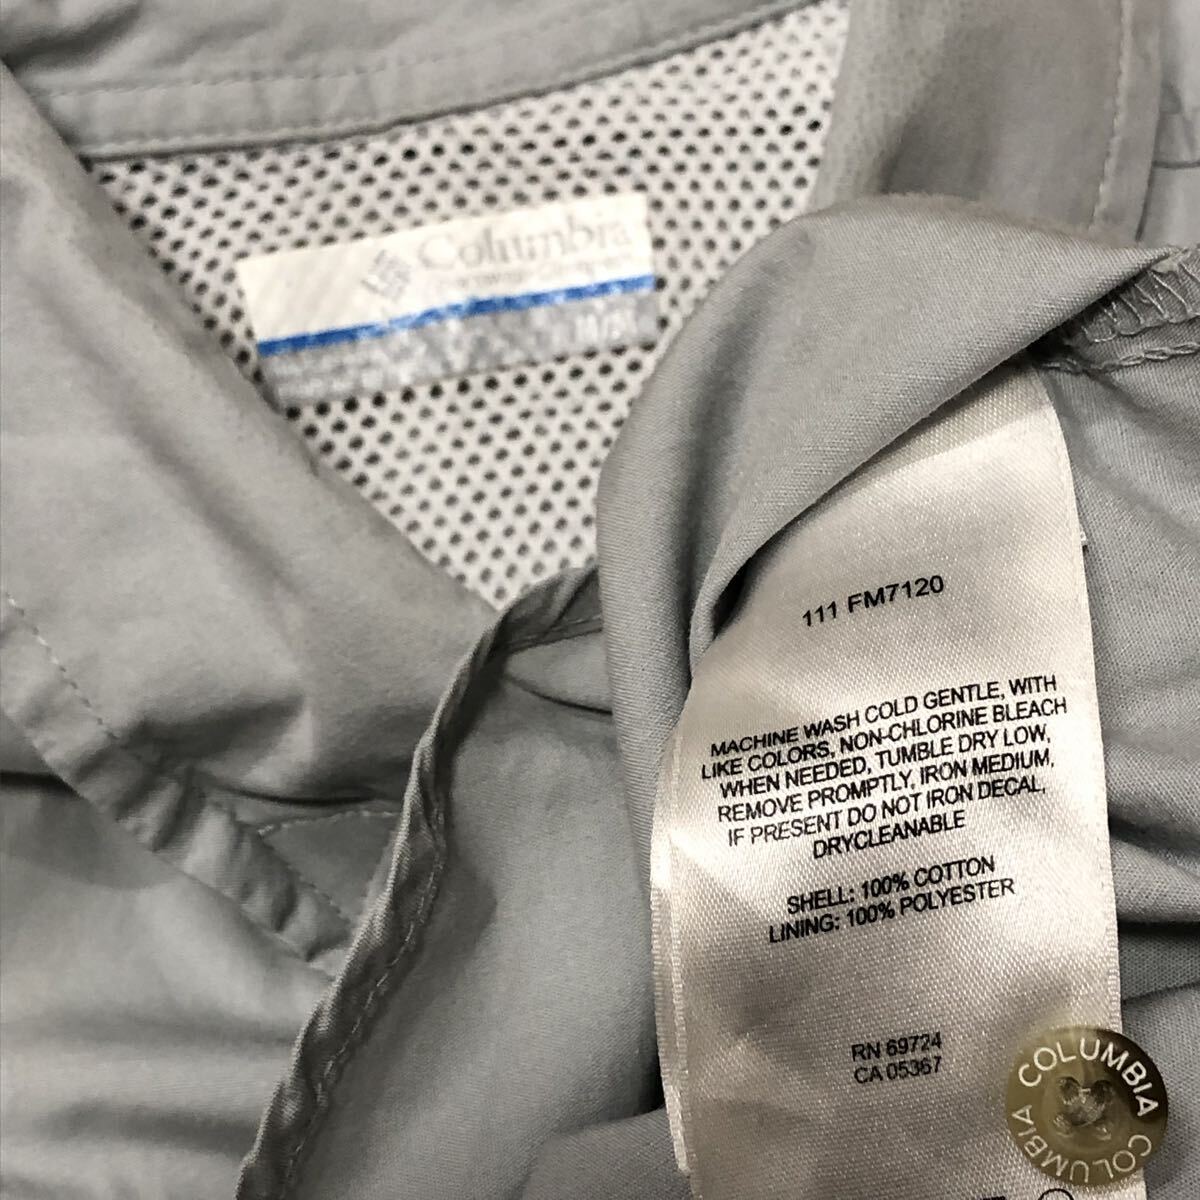 Columbia
111 FM7120
MACHINE WASH COLD GENTLE, WITH
LIKE COLORS, NON-CHLORINE BLEACH
WHEN NEEDED, TUMBLE DRY LOW,
REMOVE PROMPTLY, IRON MEDIUM,
IF PRESENT DO NOT IRON DECAL,
DRYCLEANABLE
SHELL: 100% COTTON
LINING: 100% POLYESTER
RN 69724
CA 05367
COLUMBIA
COLUMBIA